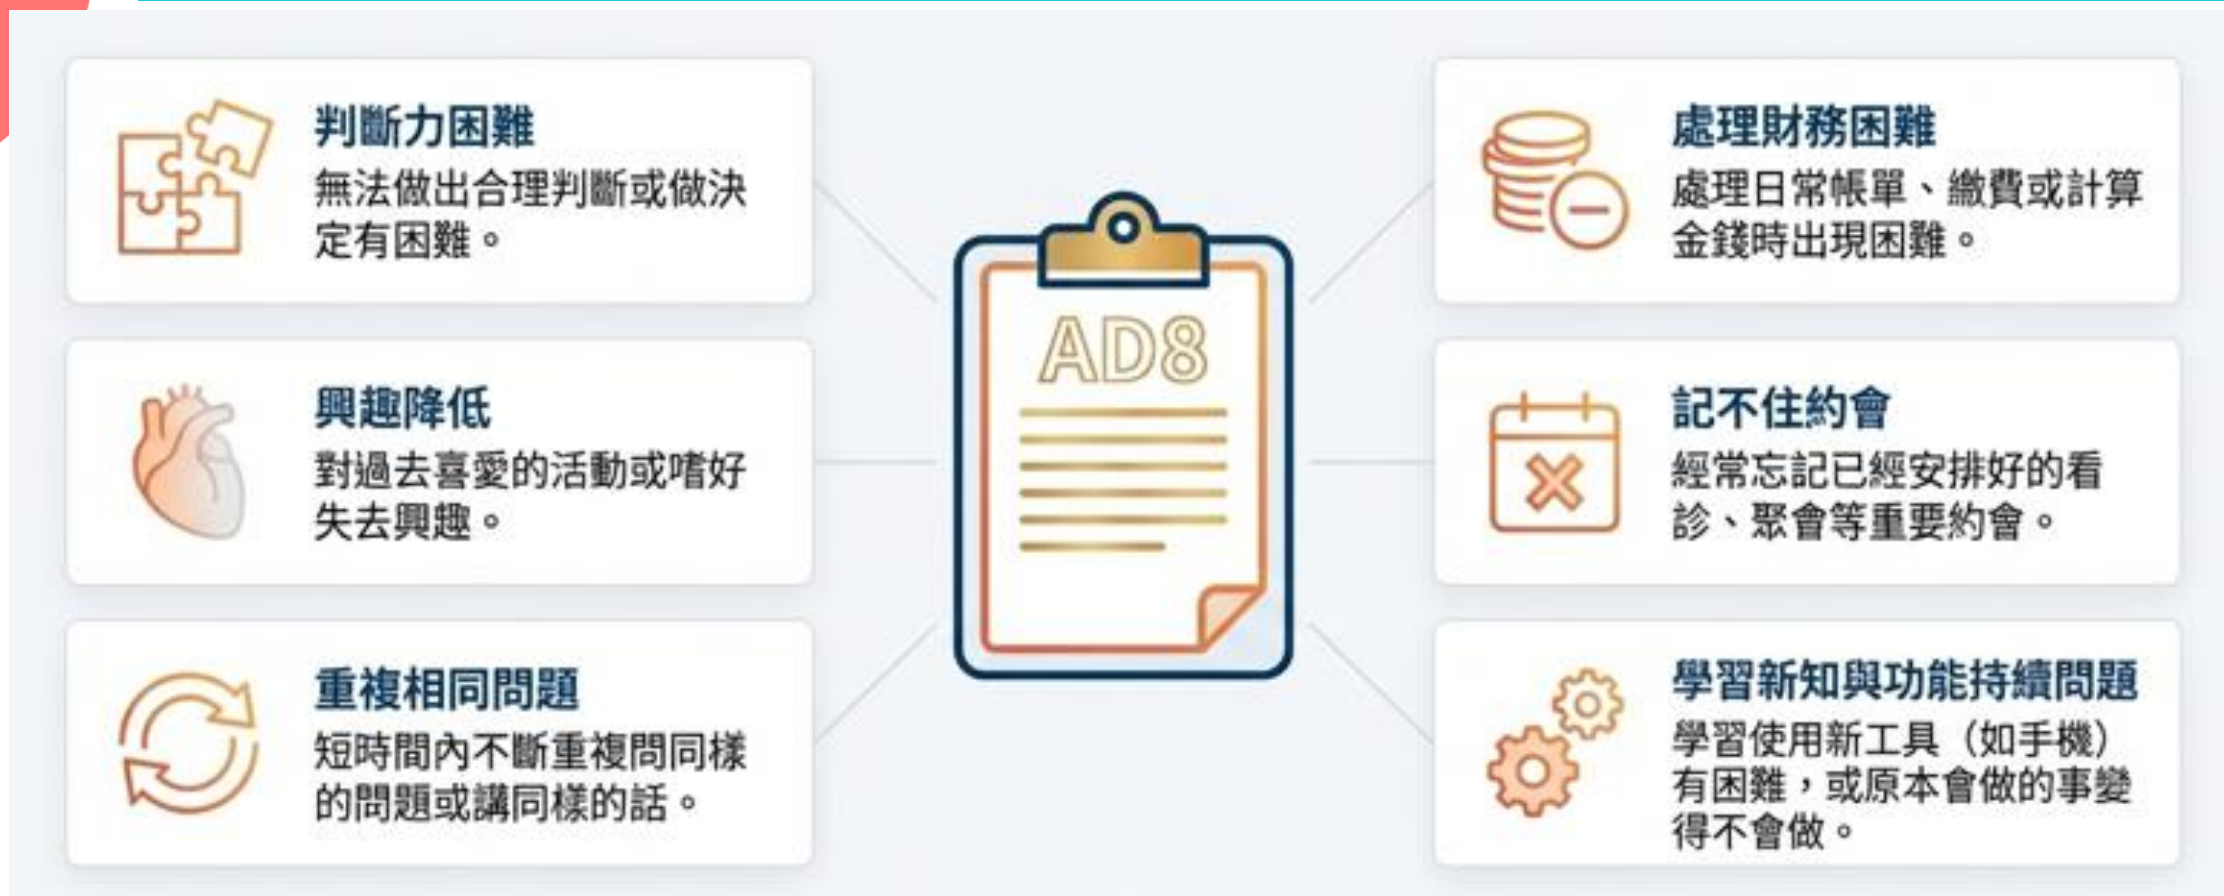 判斷力困難
無法做出合理判斷或做決
定有困難。
興趣降低
對過去喜愛的活動或嗜好
失去興趣。
重複相同問題
短時間內不斷重複問同樣
的問題或講同樣的話。
AD8
處理財務困難
處理日常帳單、繳費或計算
金錢時出現困難。
記不住約會
經常忘記已經安排好的看
診、聚會等重要約會。
學習新知與功能持續問題
學習使用新工具（如手機）
有困難，或原本會做的事變
得不會做。